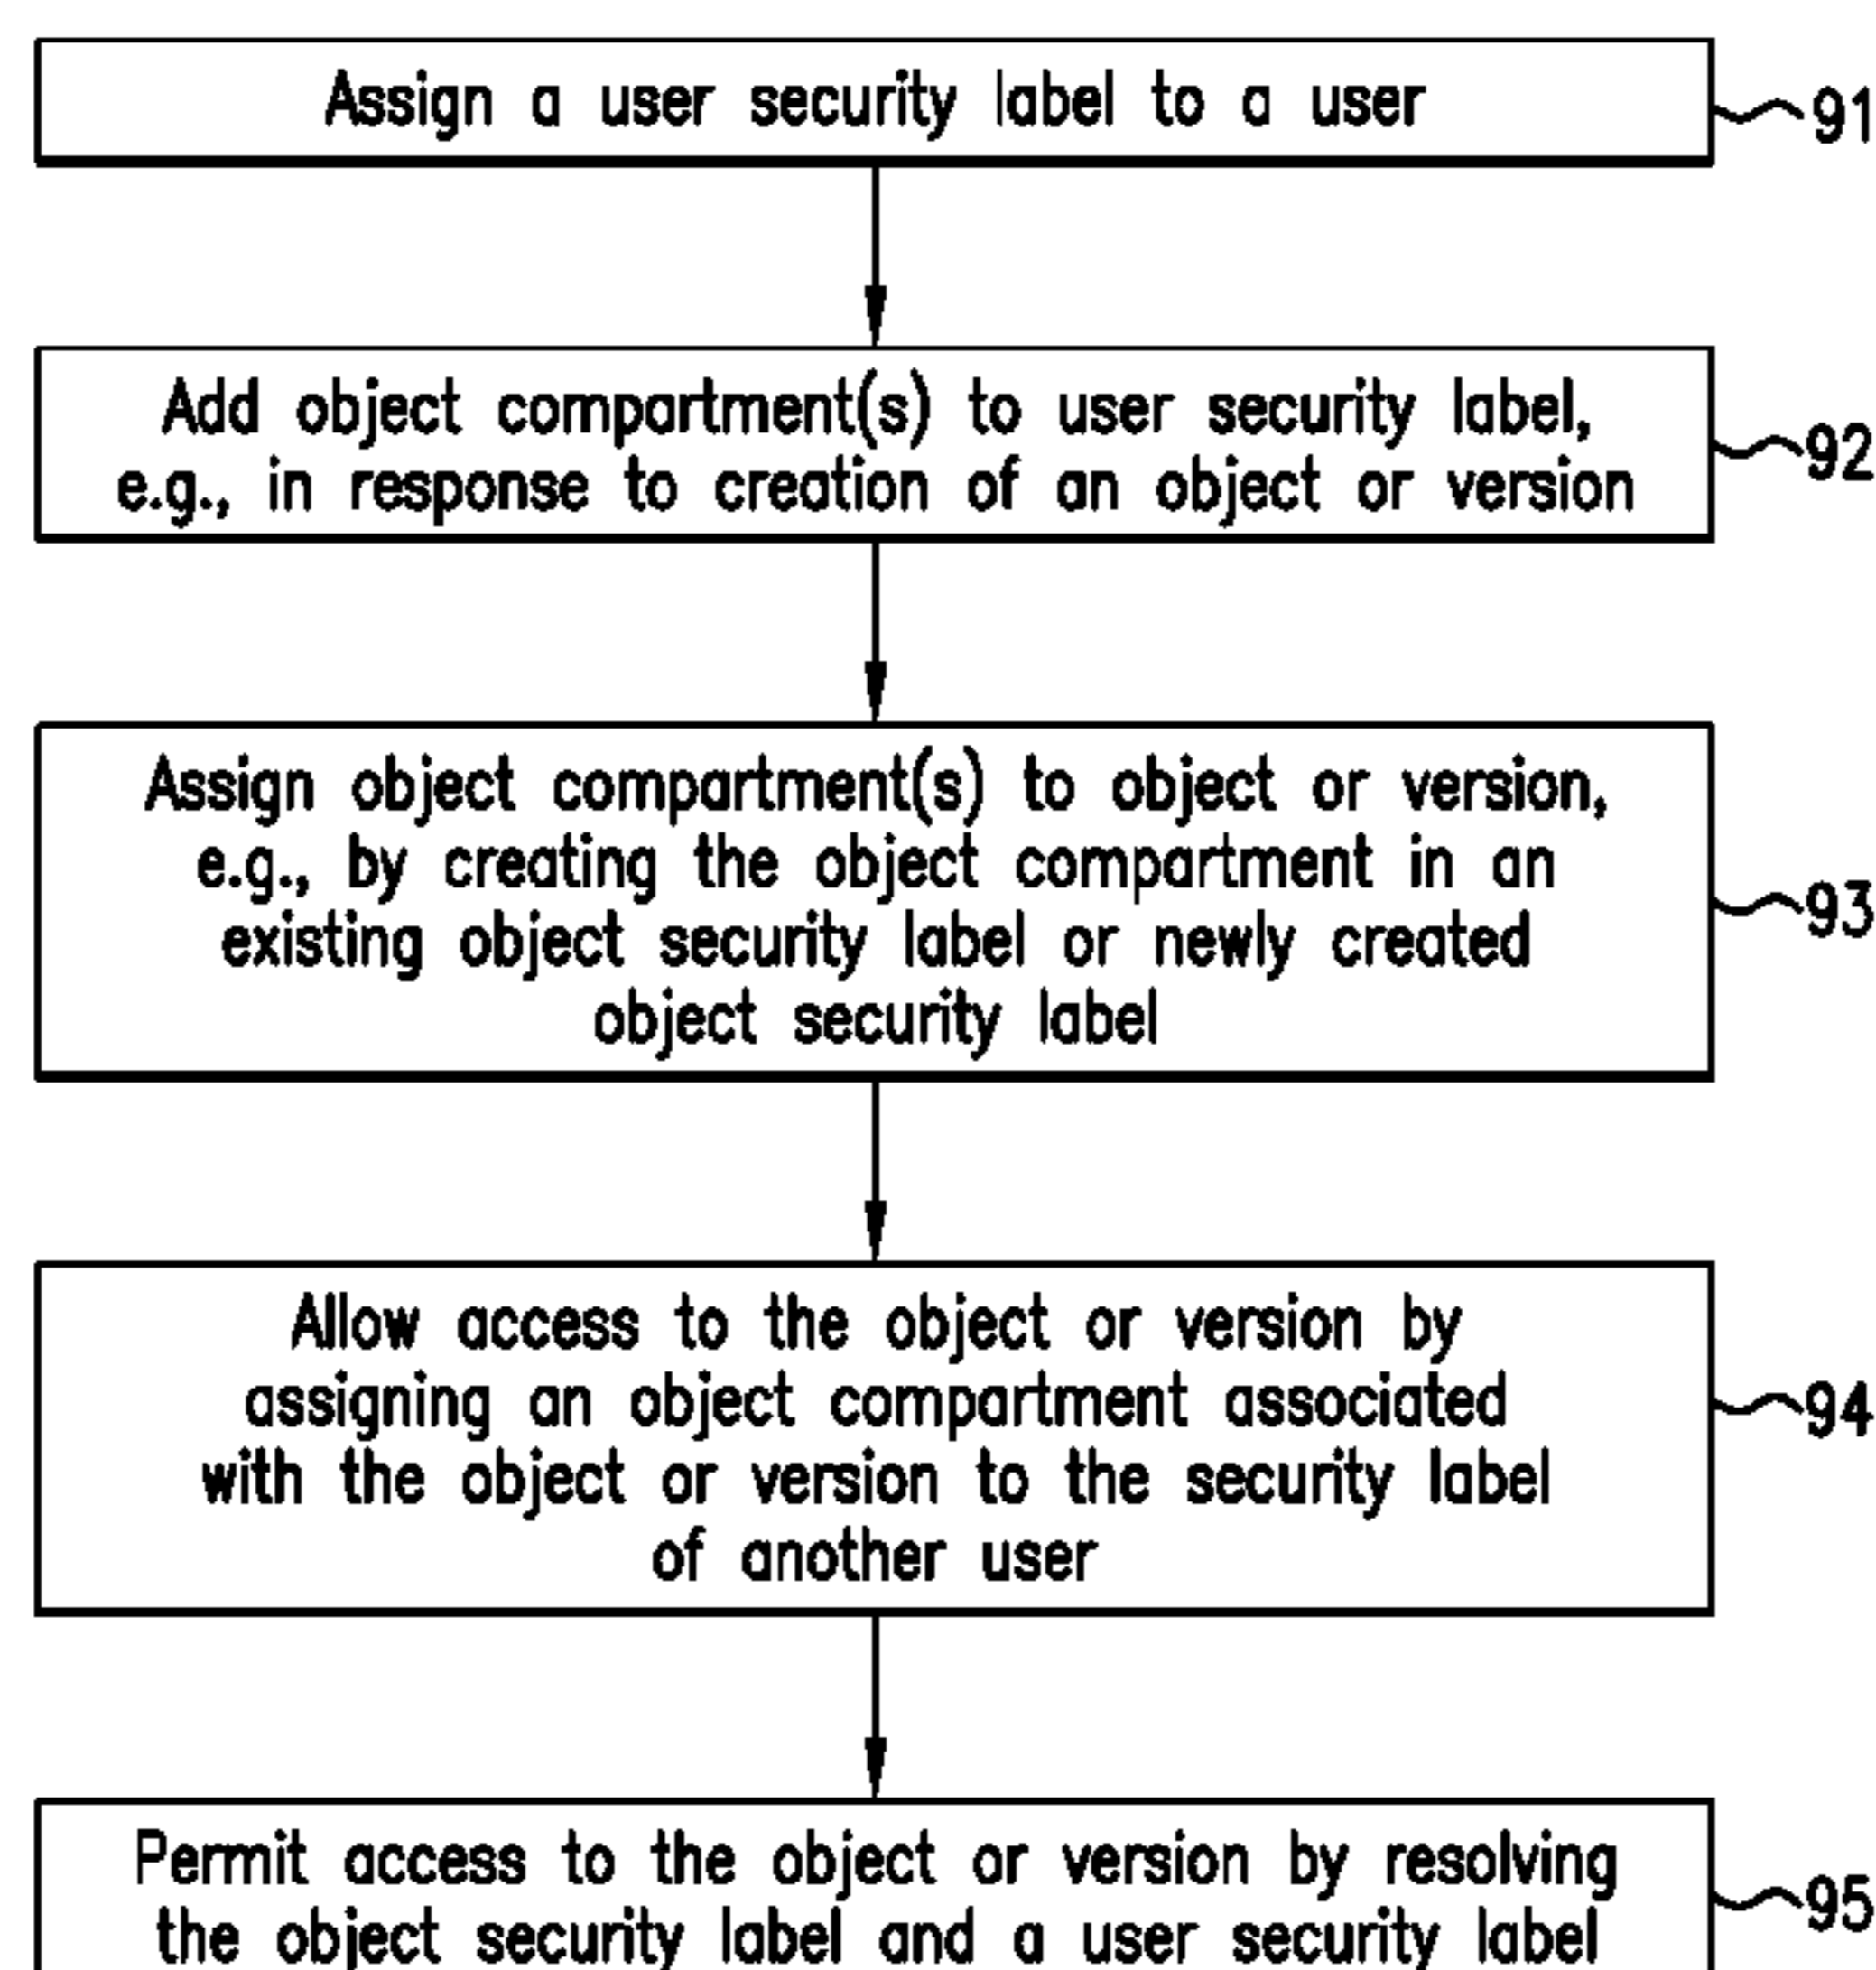 Assign a user security label to a user
91
Add object compartment(s) to user security label,
e.g., in response to creation of an object or version
92
Assign object compartment(s) to object or version,
e.g., by creating the object compartment in an
existing object security label or newly created
object security label
93
Allow access to the object or version by
assigning an object compartment associated
with the object or version to the security label
of another user
94
Permit access to the object or version by resolving
the object security label and a user security label
95